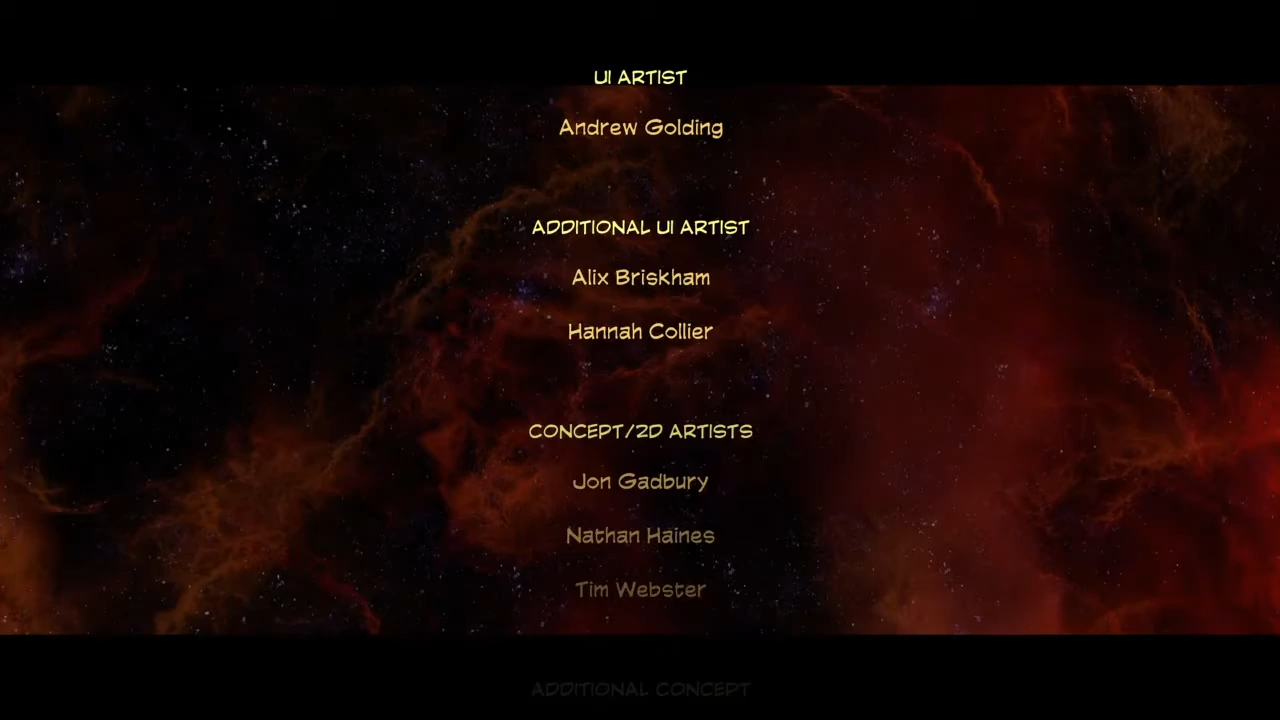 UI ARTIST
Andrew Golding
ADDITIONAL UI ARTIST
Alix Briskham
Hannah Collier
CONCEPT/2D ARTISTS
Jon Gadbury
Nathan Haines
Tim Webster
ADDITIONAL CONCEPT